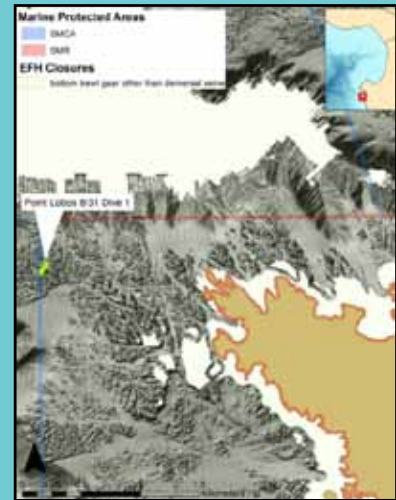 Marine Protected Areas
SMCA
SMR
EFH Closures
bottom trawl gear other than demersal seine
Point Lobos 8/31 Dive 1